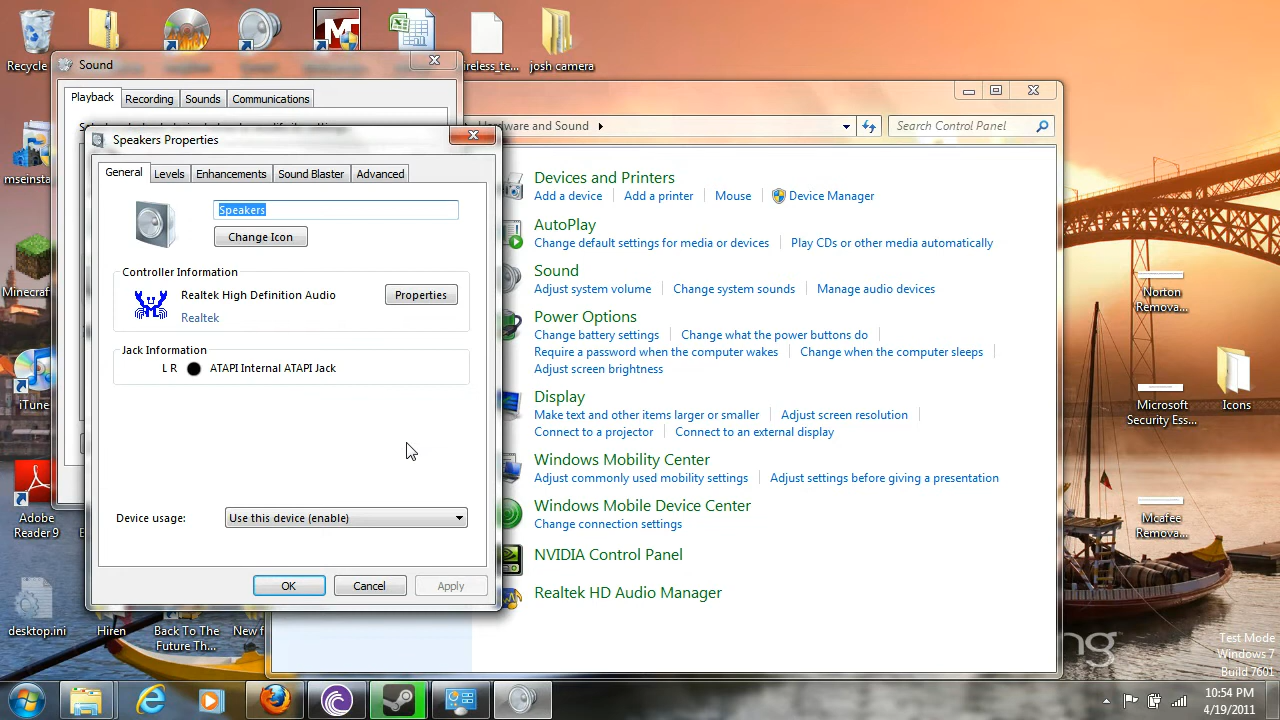 Recycle
ireless_te...
josh camera
Sound
Playback
Recording
Sounds
Communications
Hardware and Sound
Search Control Panel
Speakers Properties
General
Levels
Enhancements
Sound Blaster
Advanced
Speakers
Change Icon
Controller Information
Realtek High Definition Audio
Properties
Realtek
Jack Information
L R
ATAPI Internal ATAPI Jack
Device usage:
Use this device (enable)
OK
Cancel
Apply
Devices and Printers
Add a device
Add a printer
Mouse
Device Manager
AutoPlay
Change default settings for media or devices
Play CDs or other media automatically
Sound
Adjust system volume
Change system sounds
Manage audio devices
Power Options
Change battery settings
Change what the power buttons do
Require a password when the computer wakes
Choose when the computer sleeps
Adjust screen brightness
Display
Make text and other items larger or smaller
Adjust screen resolution
Connect to a projector
Connect to an external display
Windows Mobility Center
Adjust commonly used mobility settings
Adjust settings before giving a presentation
Windows Mobile Device Center
Change connection settings
NVIDIA Control Panel
Realtek HD Audio Manager
mseinsta
Minecraf
iTune
Adobe
Reader 9
desktop.ini
Hiren
Back To The
Future Th...
New f
Norton
Remova...
Microsoft
Security Ess...
Icons
Mcafee
Remova...
ng
Test Mode
Windows 7
Build 7601
10:54 PM
4/19/2011